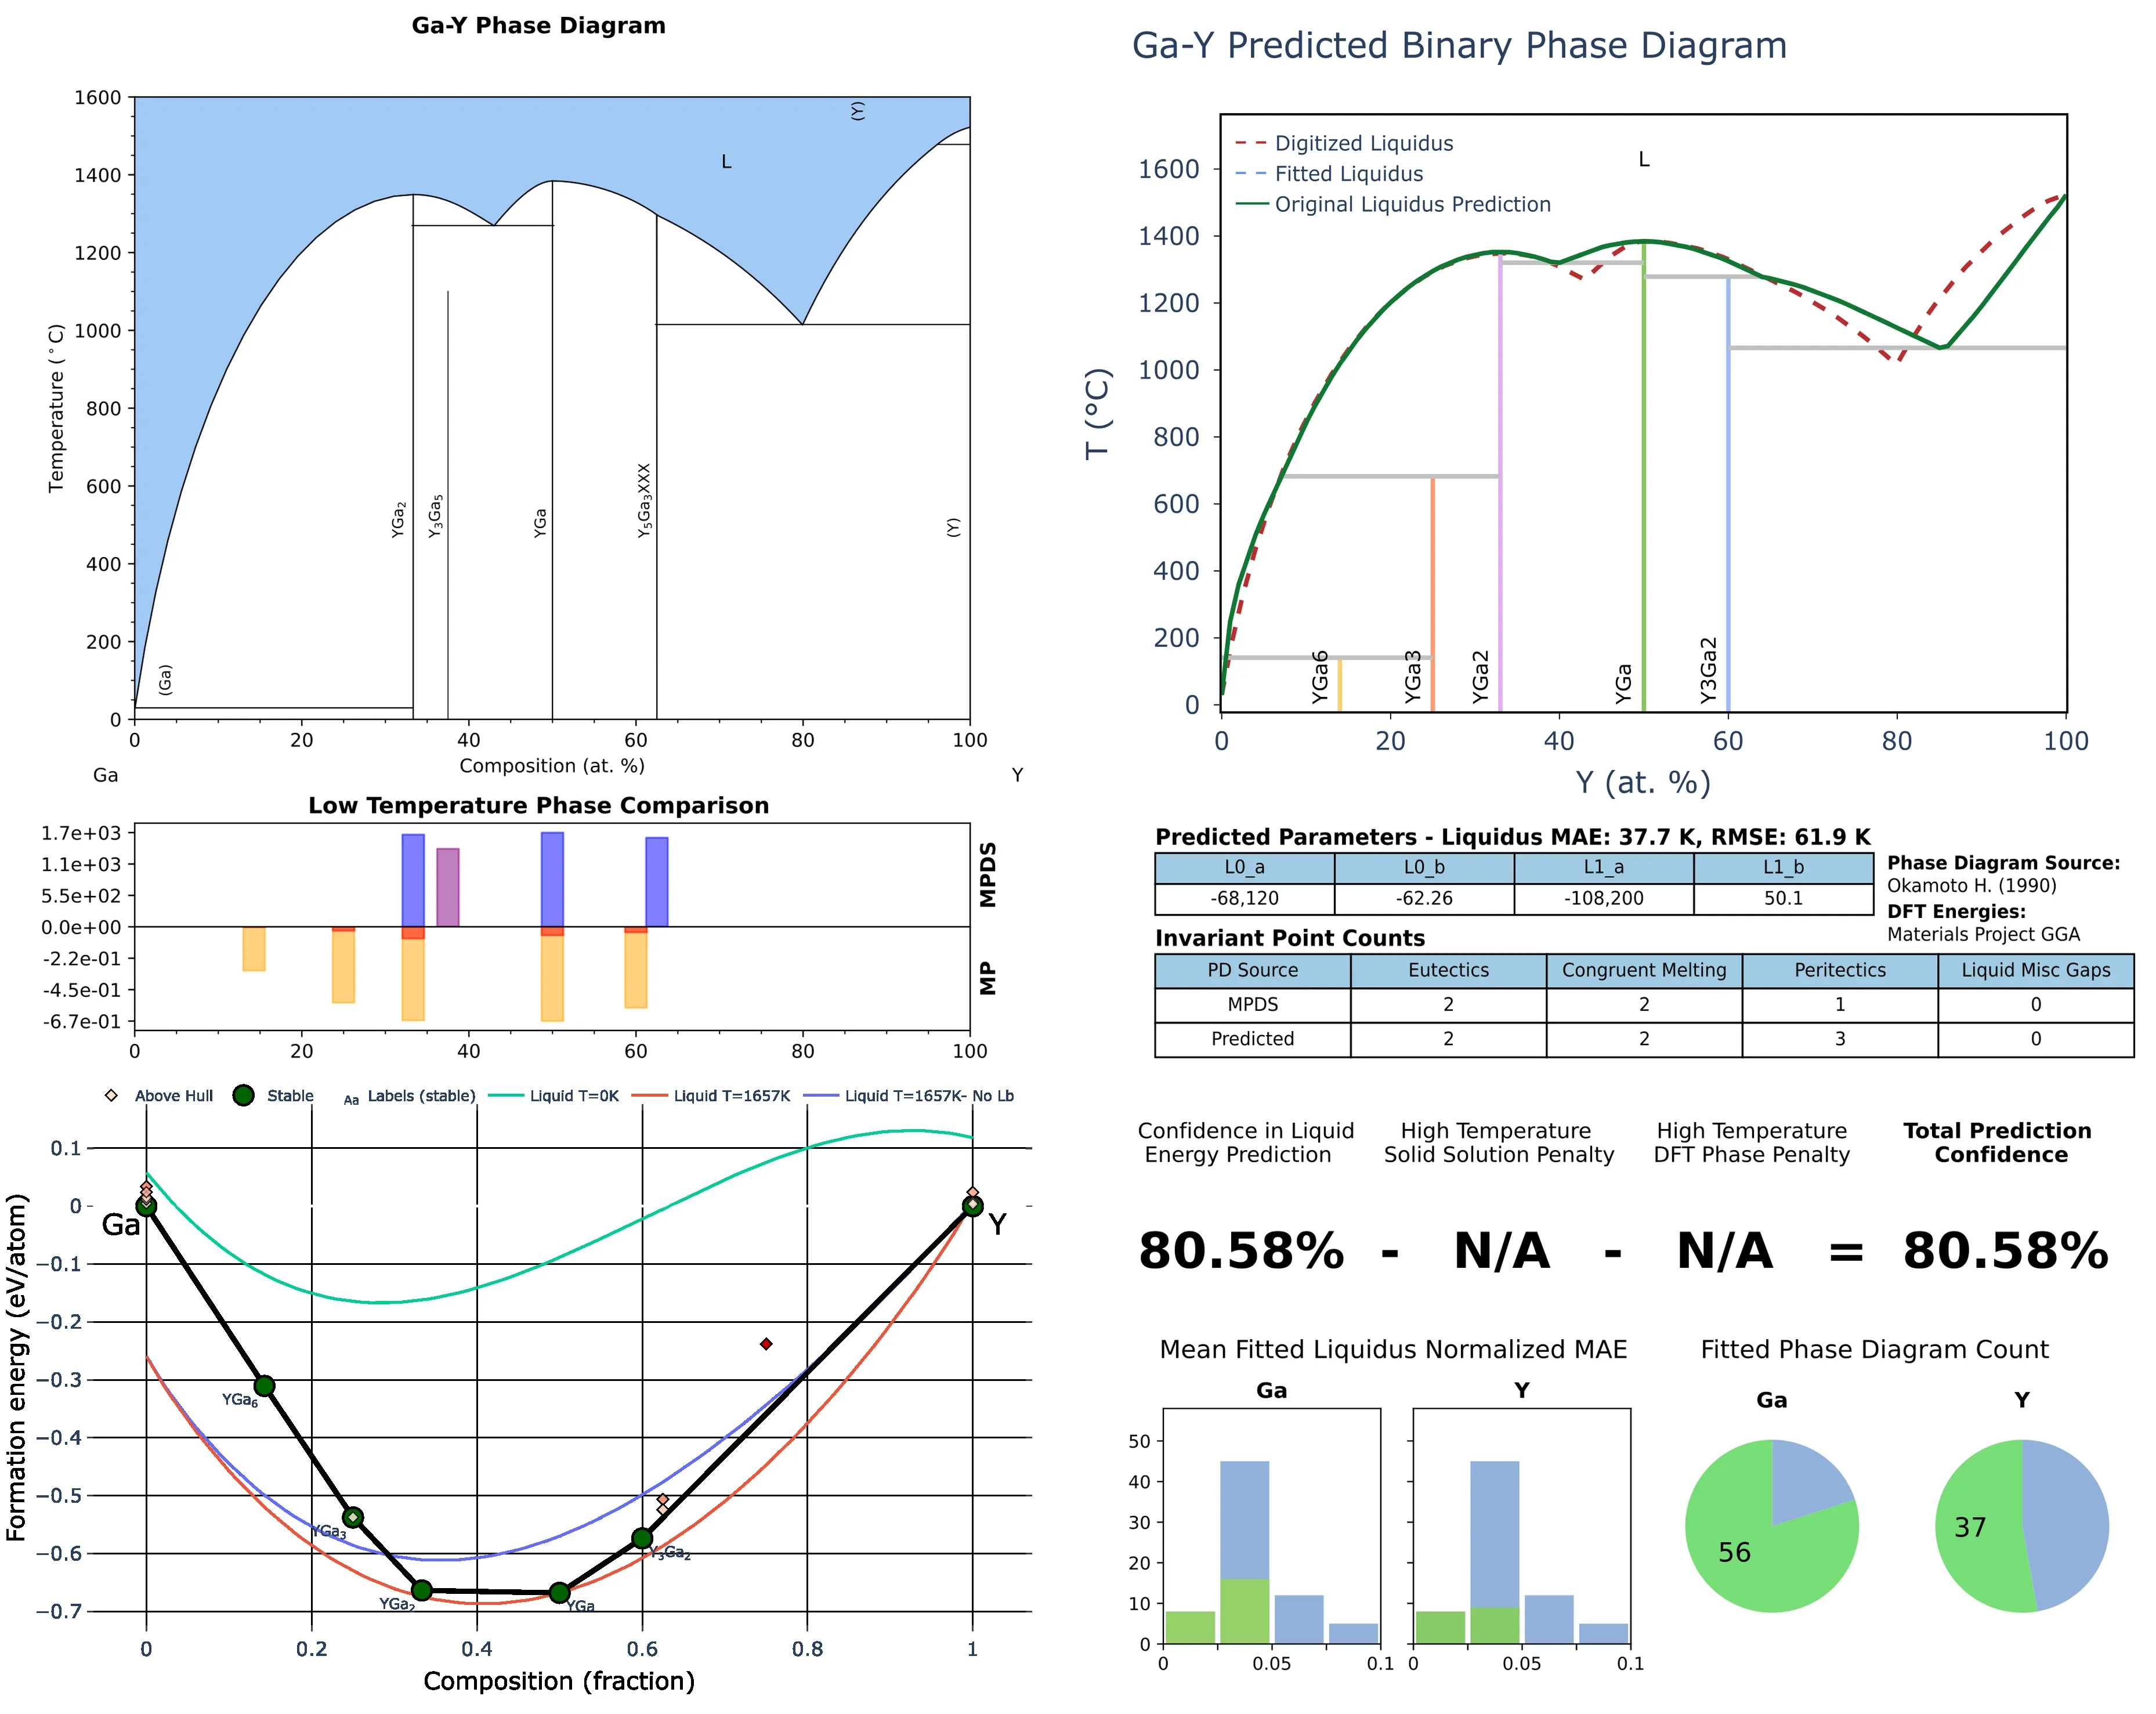 Ga-Y Phase Diagram
1600
1400
1200
1000
800
600
400
200
0
Temperature (°C)
L
(Y)
(Ga)
YGa2
Y3Ga5
YGa
Y5Ga3XXX
(Y)
0 20 40 60 80 100
Composition (at. %)
Ga
Y
Ga-Y Predicted Binary Phase Diagram
Digitized Liquidus
Fitted Liquidus
Original Liquidus Prediction
L
1600
1400
1200
1000
800
600
400
200
0
T (°C)
YGa6
YGa3
YGa2
YGa
Y3Ga2
0 20 40 60 80 100
Y (at. %)
Low Temperature Phase Comparison
1.7e+03
1.1e+03
5.5e+02
0.0e+00
-2.2e-01
-4.5e-01
-6.7e-01
MPDS
MP
0 20 40 60 80 100
Predicted Parameters - Liquidus MAE: 37.7 K, RMSE: 61.9 K
L0_a L0_b L1_a L1_b
-68,120 -62.26 -108,200 50.1
Phase Diagram Source:
Okamoto H. (1990)
DFT Energies:
Materials Project GGA
Invariant Point Counts
PD Source Eutectics Congruent Melting Peritectics Liquid Misc Gaps
MPDS 2 2 1 0
Predicted 2 2 3 0
Above Hull Stable Aa Labels (stable) Liquid T=0K Liquid T=1657K Liquid T=1657K- No Lb
0.1
0
−0.1
−0.2
−0.3
−0.4
−0.5
−0.6
−0.7
Formation energy (eV/atom)
Ga
Y
YGa6
YGa3
YGa2
YGa
Y3Ga2
0 0.2 0.4 0.6 0.8 1
Composition (fraction)
Confidence in Liquid
Energy Prediction
High Temperature
Solid Solution Penalty
High Temperature
DFT Phase Penalty
Total Prediction
Confidence
80.58% - N/A - N/A = 80.58%
Mean Fitted Liquidus Normalized MAE
Ga
Y
50
40
30
20
10
0
0 0.05 0.1
0 0.05 0.1
Fitted Phase Diagram Count
Ga
Y
56
37